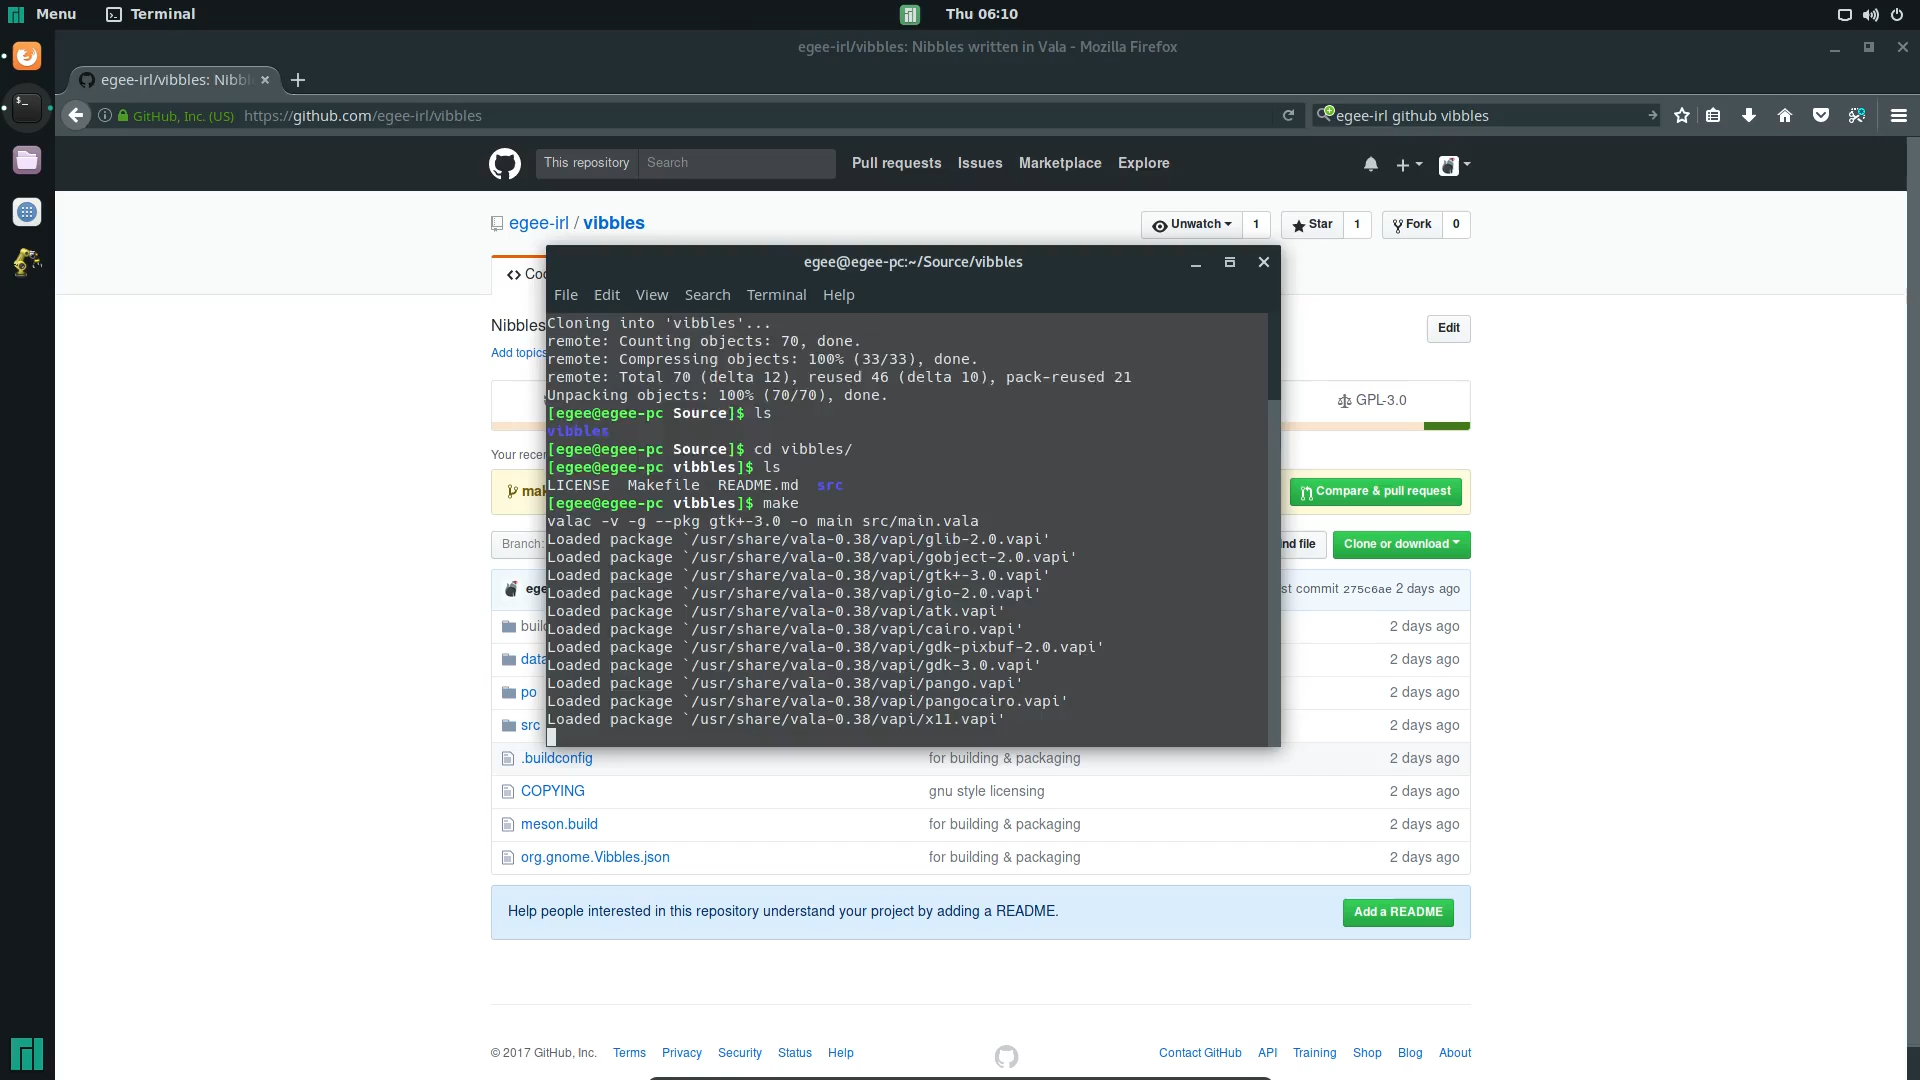 Menu Terminal Thu 06:10
egee-irl/vibbles: Nibbles written in Vala - Mozilla Firefox
egee-irl/vibbles: Nibbl
GitHub, Inc. (US) https://github.com/egee-irl/vibbles egee-irl github vibbles
This repository Search Pull requests Issues Marketplace Explore
egee-irl / vibbles Unwatch 1 Star 1 Fork 0
egee@egee-pc:~/Source/vibbles
File Edit View Search Terminal Help
Cloning into 'vibbles'...
remote: Counting objects: 70, done.
remote: Compressing objects: 100% (33/33), done.
remote: Total 70 (delta 12), reused 46 (delta 10), pack-reused 21
Unpacking objects: 100% (70/70), done.
[egee@egee-pc Source]$ ls
vibbles
[egee@egee-pc Source]$ cd vibbles/
[egee@egee-pc vibbles]$ ls
LICENSE Makefile README.md src
[egee@egee-pc vibbles]$ make
valac -v -g --pkg gtk+-3.0 -o main src/main.vala
Loaded package `/usr/share/vala-0.38/vapi/glib-2.0.vapi'
Loaded package `/usr/share/vala-0.38/vapi/gobject-2.0.vapi'
Loaded package `/usr/share/vala-0.38/vapi/gtk+-3.0.vapi'
Loaded package `/usr/share/vala-0.38/vapi/gio-2.0.vapi'
Loaded package `/usr/share/vala-0.38/vapi/atk.vapi'
Loaded package `/usr/share/vala-0.38/vapi/cairo.vapi'
Loaded package `/usr/share/vala-0.38/vapi/gdk-pixbuf-2.0.vapi'
Loaded package `/usr/share/vala-0.38/vapi/gdk-3.0.vapi'
Loaded package `/usr/share/vala-0.38/vapi/pango.vapi'
Loaded package `/usr/share/vala-0.38/vapi/pangocairo.vapi'
Loaded package `/usr/share/vala-0.38/vapi/x11.vapi'
Coo
Nibbles Edit
Add topics
GPL-3.0
Your recen
mak Compare & pull request
Branch: nd file Clone or download
ege st commit 275c6ae 2 days ago
build 2 days ago
data 2 days ago
po 2 days ago
src 2 days ago
.buildconfig for building & packaging 2 days ago
COPYING gnu style licensing 2 days ago
meson.build for building & packaging 2 days ago
org.gnome.Vibbles.json for building & packaging 2 days ago
Help people interested in this repository understand your project by adding a README. Add a README
© 2017 GitHub, Inc. Terms Privacy Security Status Help Contact GitHub API Training Shop Blog About